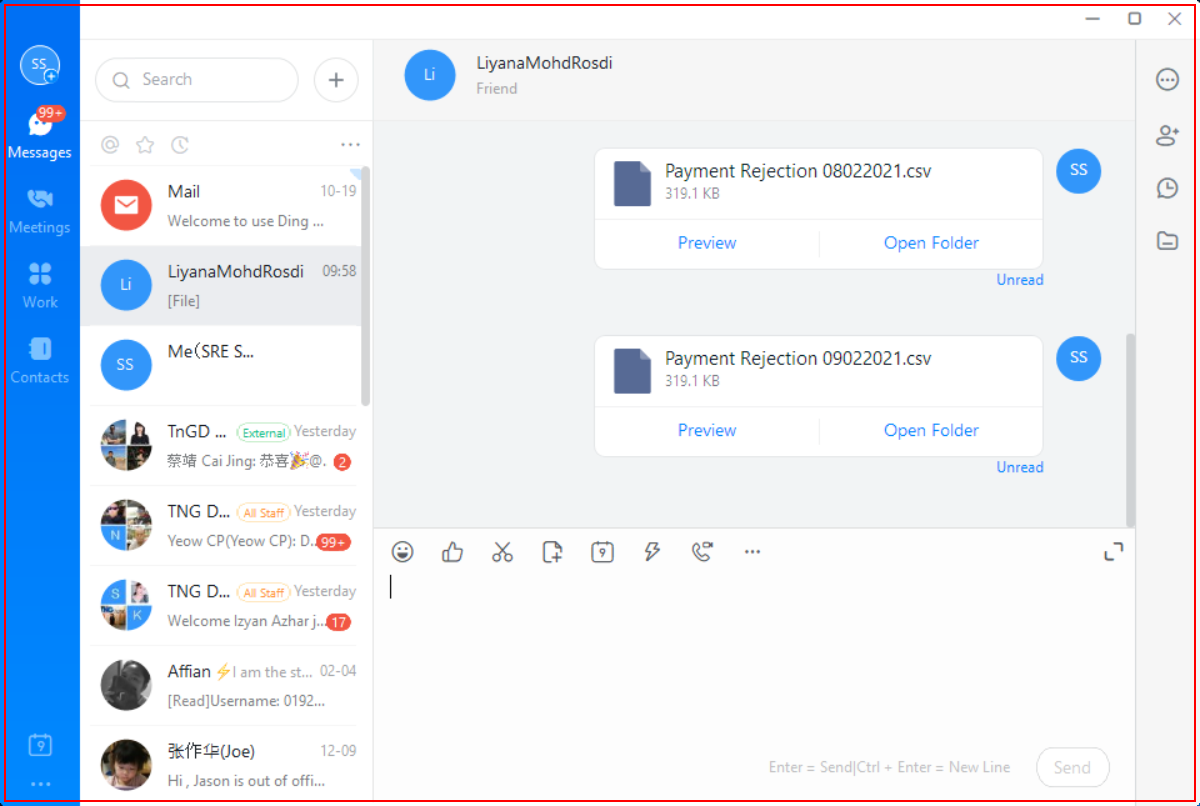 SS
99+
Messages
Meetings
Work
Contacts
9
Search
Mail 10-19
Welcome to use Ding ...
Li
LiyanaMohdRosdi 09:58
[File]
SS
Me(SRE S...
TnGD ... External Yesterday
蔡靖 Cai Jing: 恭喜🎉@. 2
N
TNG D... All Staff Yesterday
Yeow CP(Yeow CP): D... 99+
S
K
TNG D... All Staff Yesterday
Welcome Izyan Azhar j... 17
Affian ⚡I am the st... 02-04
[Read]Username: 0192...
张作华(Joe) 12-09
Hi , Jason is out of offi...
Li
LiyanaMohdRosdi
Friend
Payment Rejection 08022021.csv
319.1 KB
SS
Preview Open Folder
Unread
Payment Rejection 09022021.csv
319.1 KB
SS
Preview Open Folder
Unread
9
Enter = Send|Ctrl + Enter = New Line
Send